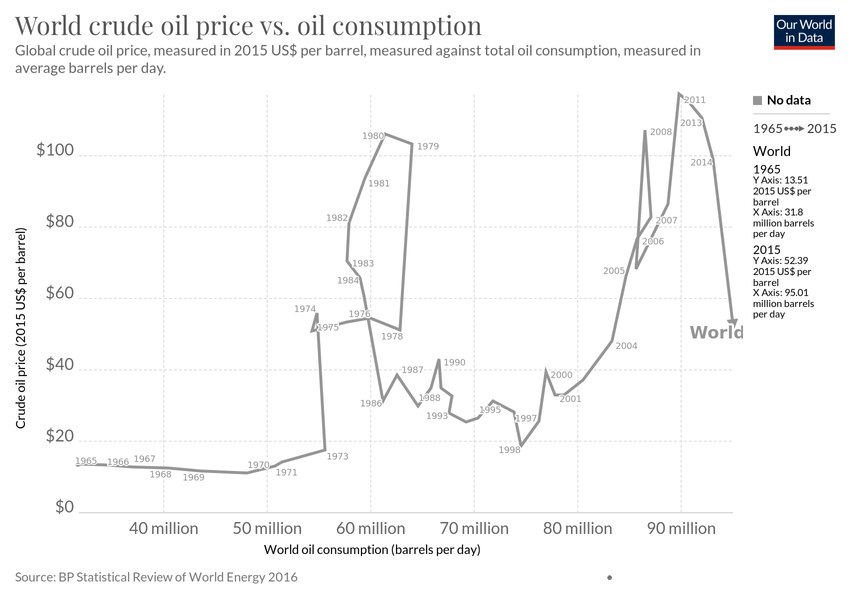 World crude oil price vs. oil consumption
Global crude oil price, measured in 2015 US$ per barrel, measured against total oil consumption, measured in
average barrels per day.
Our World
in Data
No data
1965 2015
World
1965
Y Axis: 13.51
2015 US$ per
barrel
X Axis: 31.8
million barrels
per day
2015
Y Axis: 52.39
2015 US$ per
barrel
X Axis: 95.01
million barrels
per day
Crude oil price (2015 US$ per barrel)
$100
$80
$60
$40
$20
$0
2011
2013
2014
2008
2007
2006
2005
2004
1980
1979
1981
1982
1983
1984
1974
1975
1976
1978
1986
1987
1988
1990
1993
1995
1997
1998
2000
2001
1965
1966
1967
1968
1969
1970
1971
1973
World
40 million
50 million
60 million
70 million
80 million
90 million
World oil consumption (barrels per day)
Source: BP Statistical Review of World Energy 2016